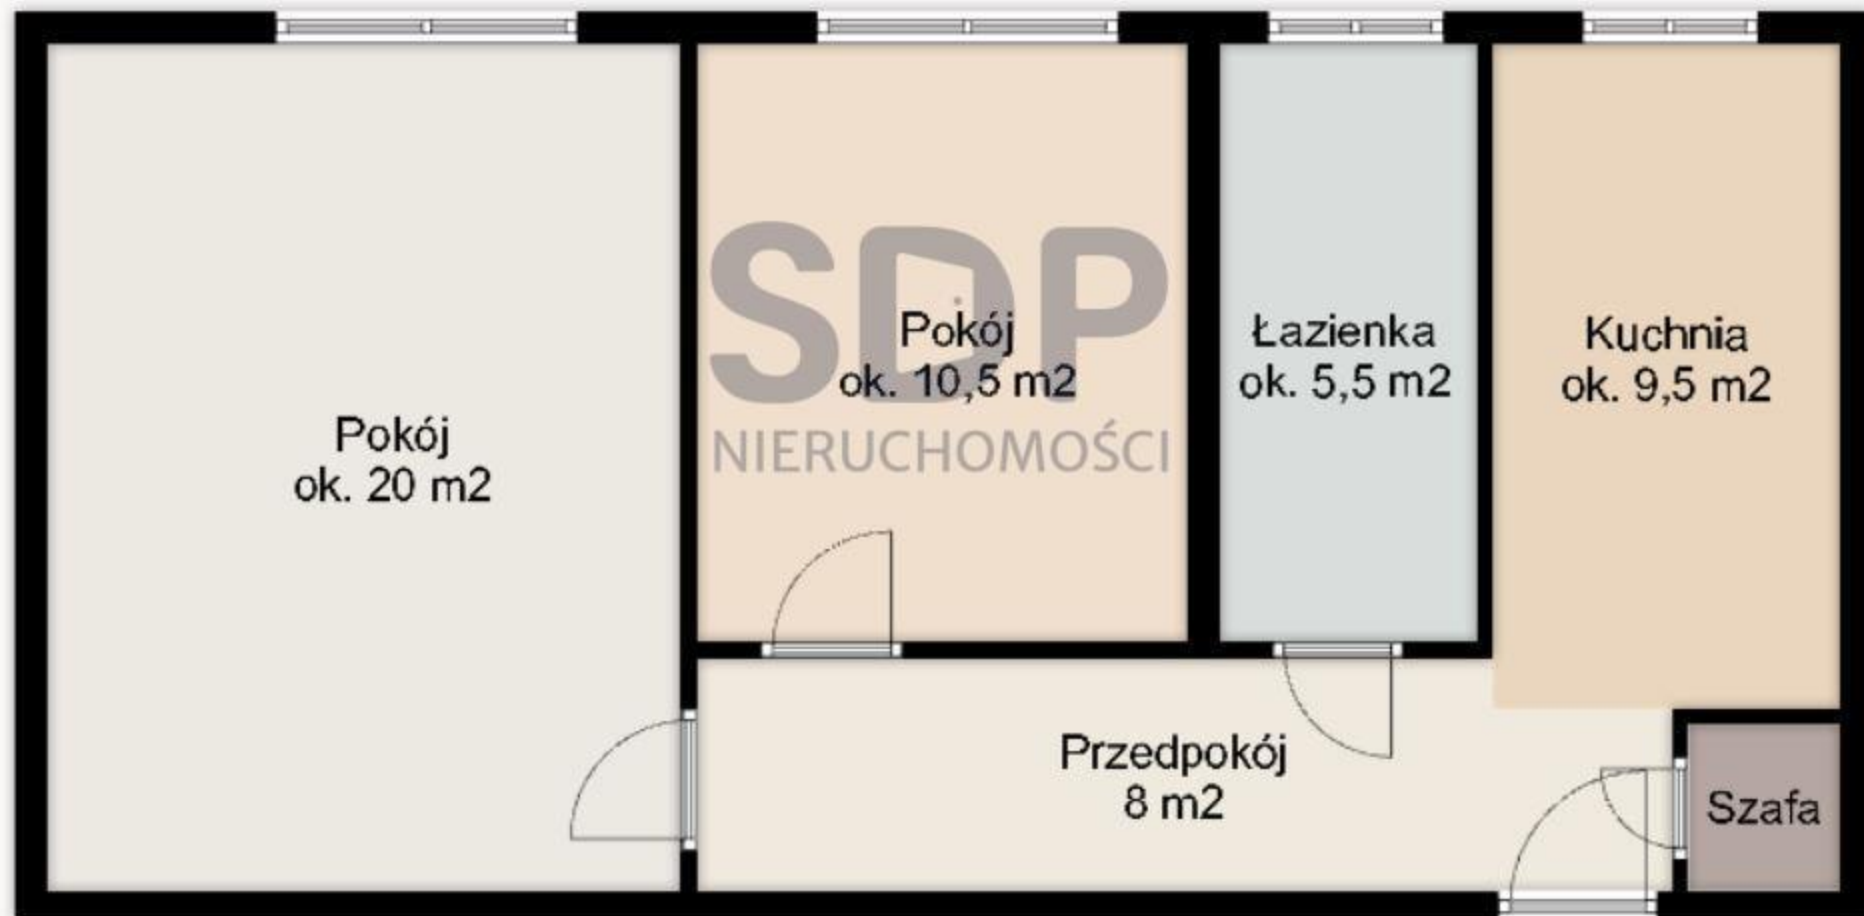 SDP
NIERUCHOMOŚCI
Pokój
ok. 20 m2
Pokój
ok. 10,5 m2
Łazienka
ok. 5,5 m2
Kuchnia
ok. 9,5 m2
Przedpokój
8 m2
Szafa